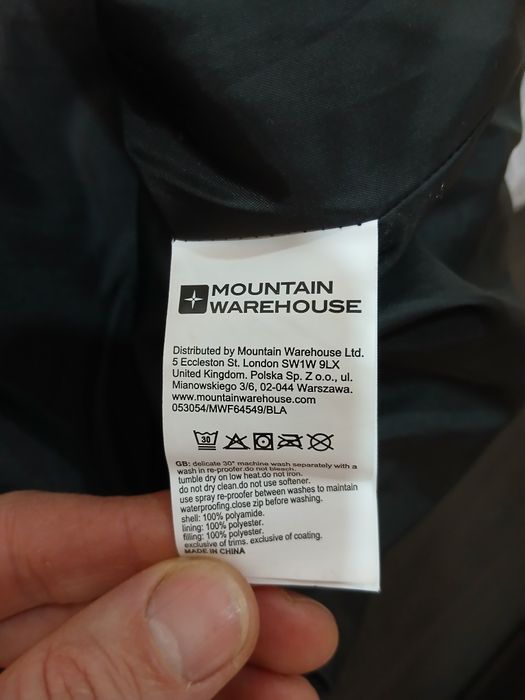 MOUNTAIN
WAREHOUSE
Distributed by Mountain Warehouse Ltd.
5 Eccleston St. London SW1W 9LX
United Kingdom. Polska Sp. Z o.o., ul.
Mianowskiego 3/6, 02-044 Warszawa.
www.mountainwarehouse.com
053054/MWF64549/BLA
30
GB: delicate 30° machine wash separately with a
wash in re-proofer.do not bleach.
tumble dry on low heat.do not iron.
do not dry clean.do not use softener.
use spray re-proofer between washes to maintain
waterproofing.close zip before washing.
shell: 100% polyamide.
lining: 100% polyester.
filling: 100% polyester.
exclusive of trims. exclusive of coating.
MADE IN CHINA